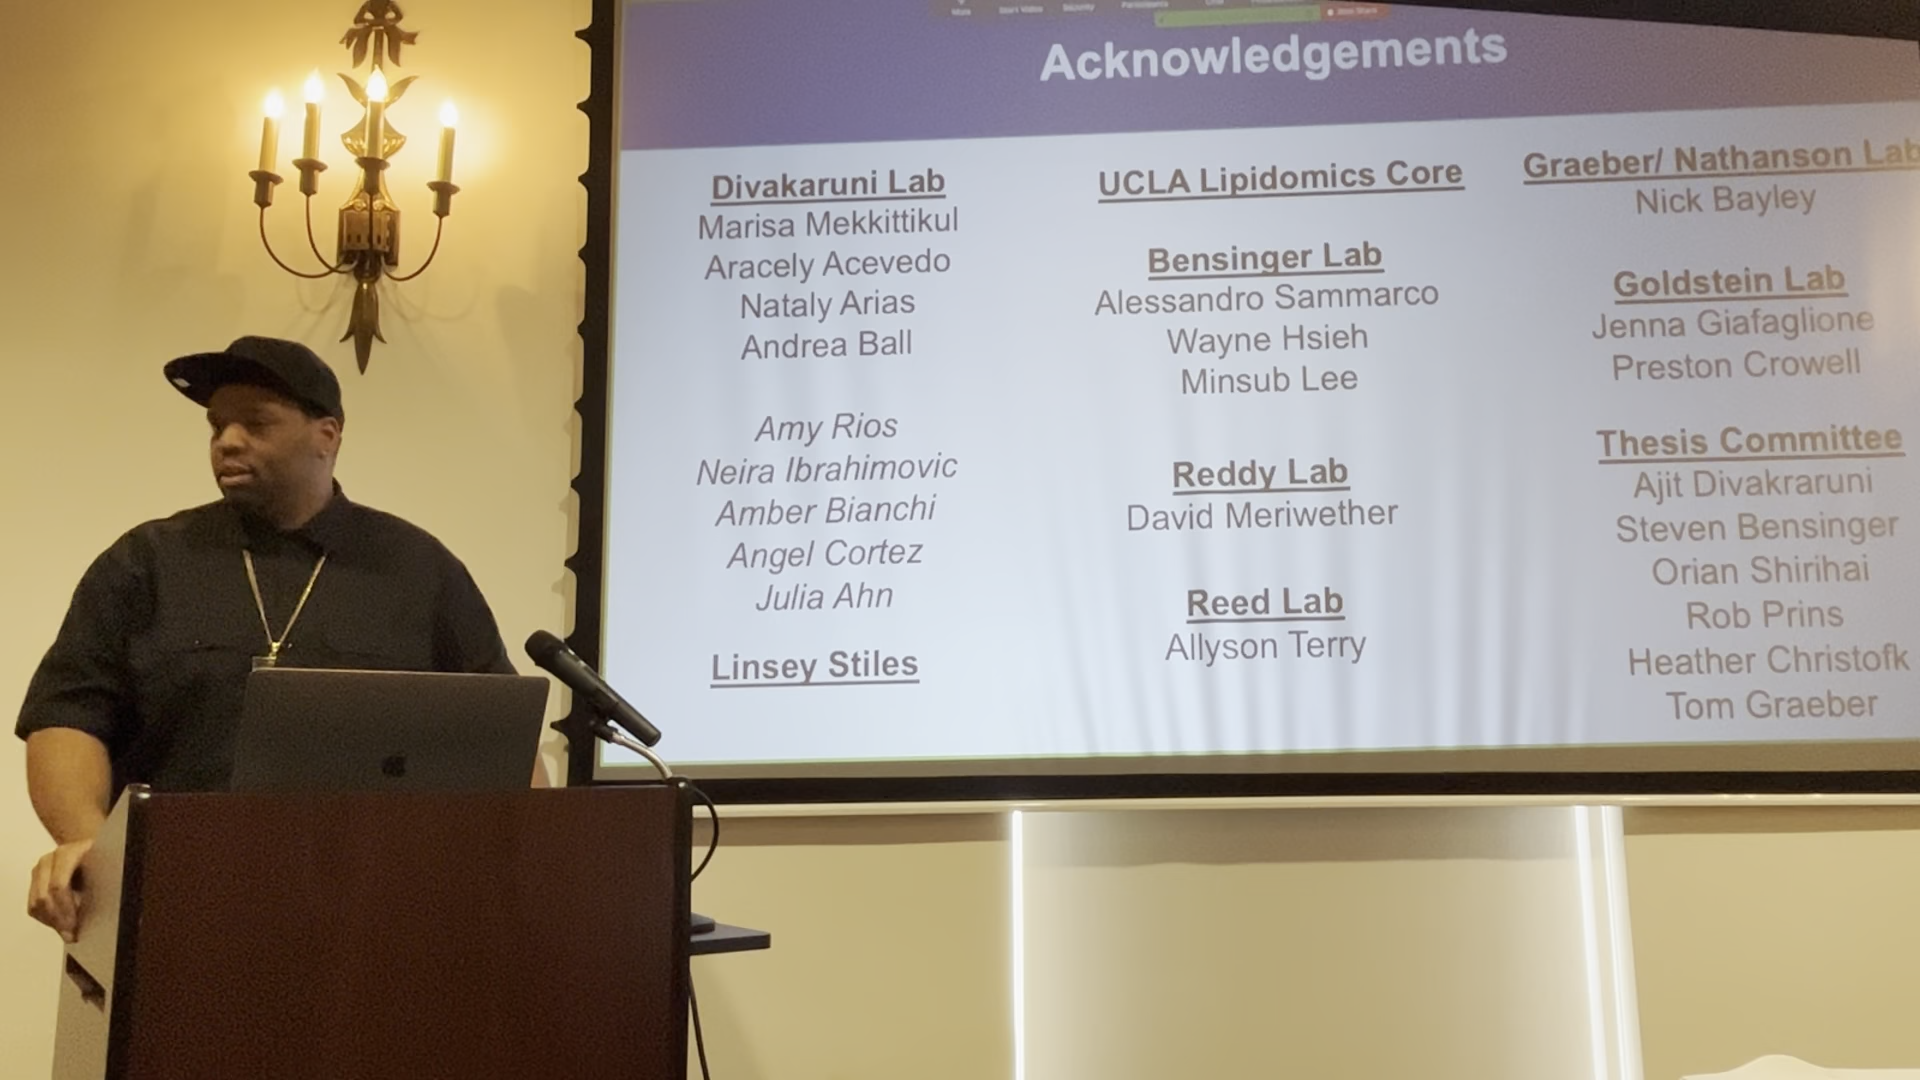 Acknowledgements
Divakaruni Lab
Marisa Mekkittikul
Aracely Acevedo
Nataly Arias
Andrea Ball
Amy Rios
Neira Ibrahimovic
Amber Bianchi
Angel Cortez
Julia Ahn
Linsey Stiles
UCLA Lipidomics Core
Bensinger Lab
Alessandro Sammarco
Wayne Hsieh
Minsub Lee
Reddy Lab
David Meriwether
Reed Lab
Allyson Terry
Graeber/ Nathanson Lab
Nick Bayley
Goldstein Lab
Jenna Giafaglione
Preston Crowell
Thesis Committee
Ajit Divakraruni
Steven Bensinger
Orian Shirihai
Rob Prins
Heather Christofk
Tom Graeber